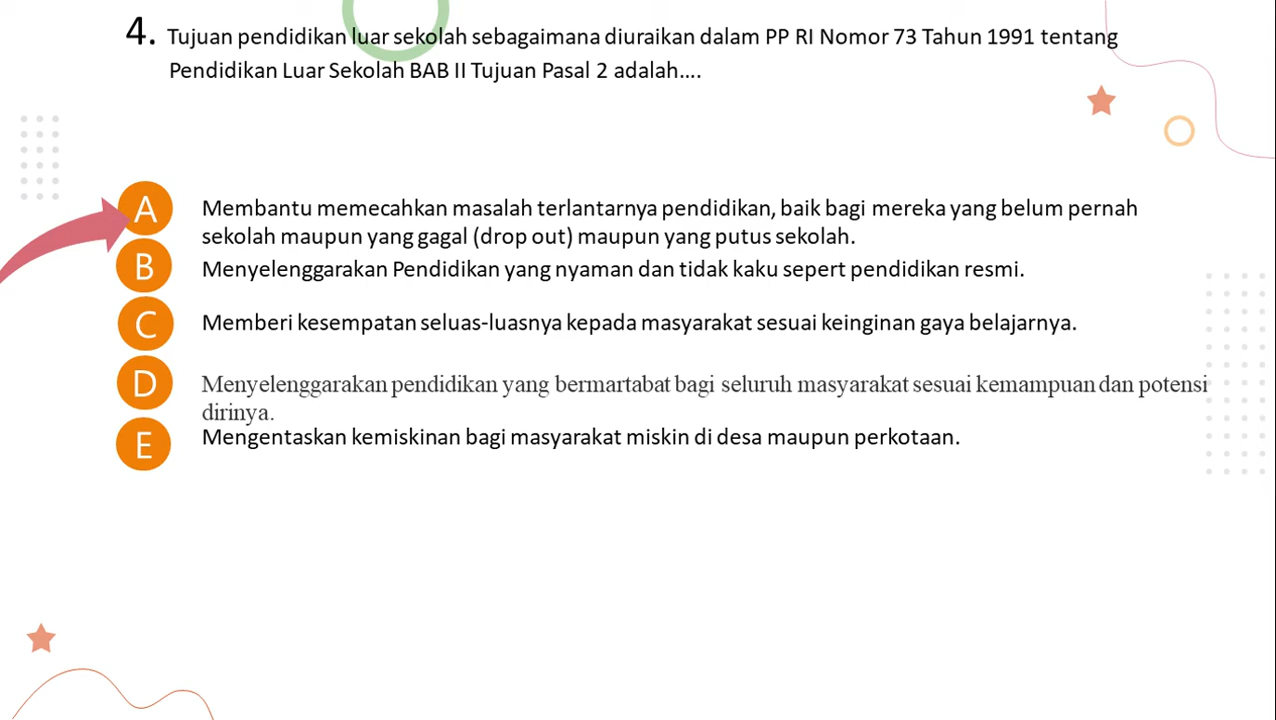 4. Tujuan pendidikan luar sekolah sebagaimana diuraikan dalam PP RI Nomor 73 Tahun 1991 tentang
Pendidikan Luar Sekolah BAB II Tujuan Pasal 2 adalah....
A Membantu memecahkan masalah terlantarnya pendidikan, baik bagi mereka yang belum pernah
sekolah maupun yang gagal (drop out) maupun yang putus sekolah.
B Menyelenggarakan Pendidikan yang nyaman dan tidak kaku sepert pendidikan resmi.
C Memberi kesempatan seluas-luasnya kepada masyarakat sesuai keinginan gaya belajarnya.
D Menyelenggarakan pendidikan yang bermartabat bagi seluruh masyarakat sesuai kemampuan dan potensi
dirinya.
E Mengentaskan kemiskinan bagi masyarakat miskin di desa maupun perkotaan.